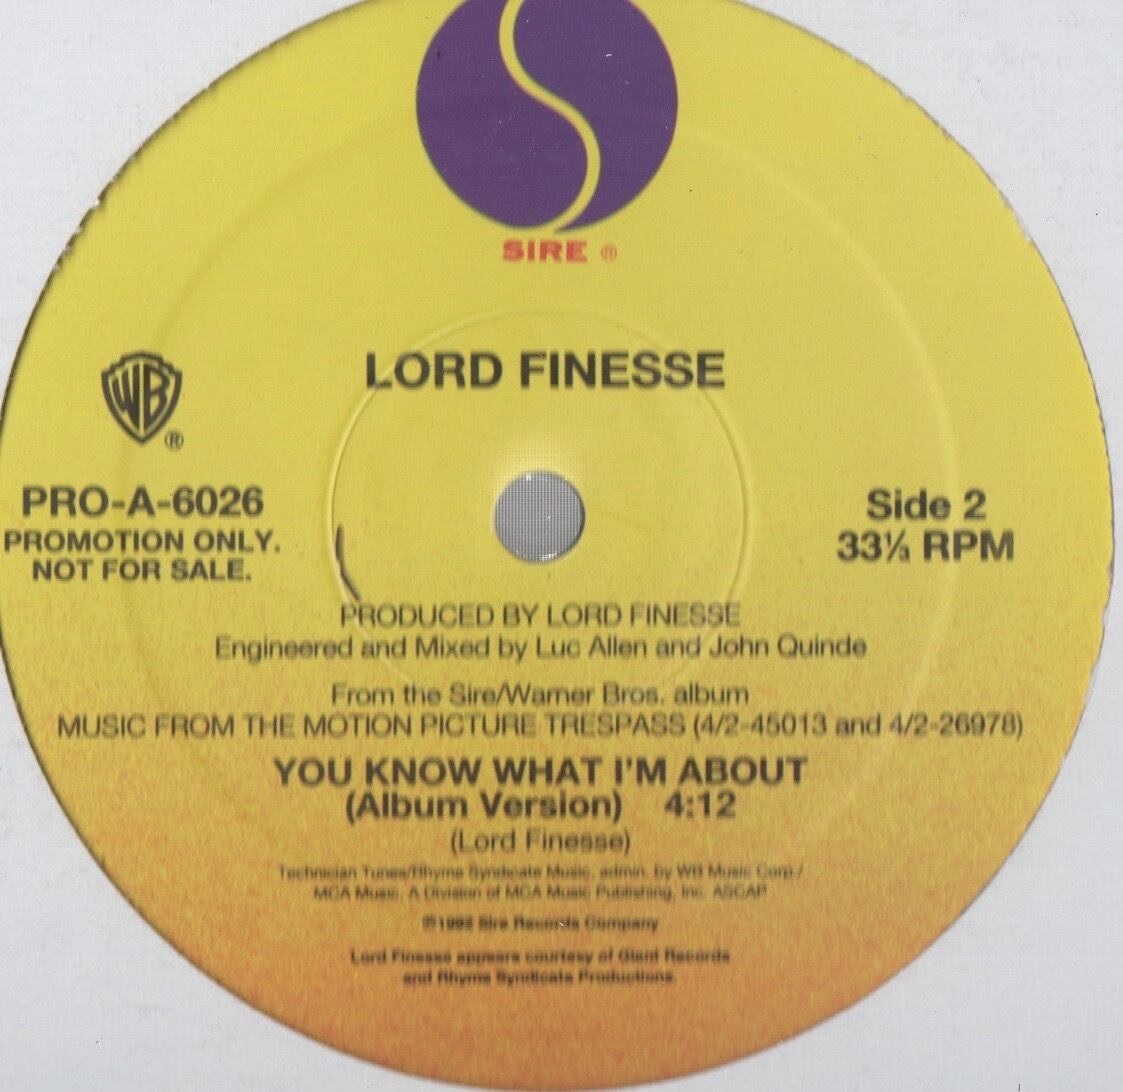 SIRE ®
LORD FINESSE
WB ®
PRO-A-6026
PROMOTION ONLY.
NOT FOR SALE.
Side 2
33⅓ RPM
PRODUCED BY LORD FINESSE
Engineered and Mixed by Luc Allen and John Quinde
From the Sire/Warner Bros. album
MUSIC FROM THE MOTION PICTURE TRESPASS (4/2-45013 and 4/2-26978)
YOU KNOW WHAT I'M ABOUT
(Album Version) 4:12
(Lord Finesse)
Technician Tunes/Rhyme Syndicate Music, admin. by WB Music Corp./
MCA Music, A Division of MCA Music Publishing, Inc. ASCAP
©1992 Sire Records Company
Lord Finesse appears courtesy of Giant Records
and Rhyme Syndicate Productions.